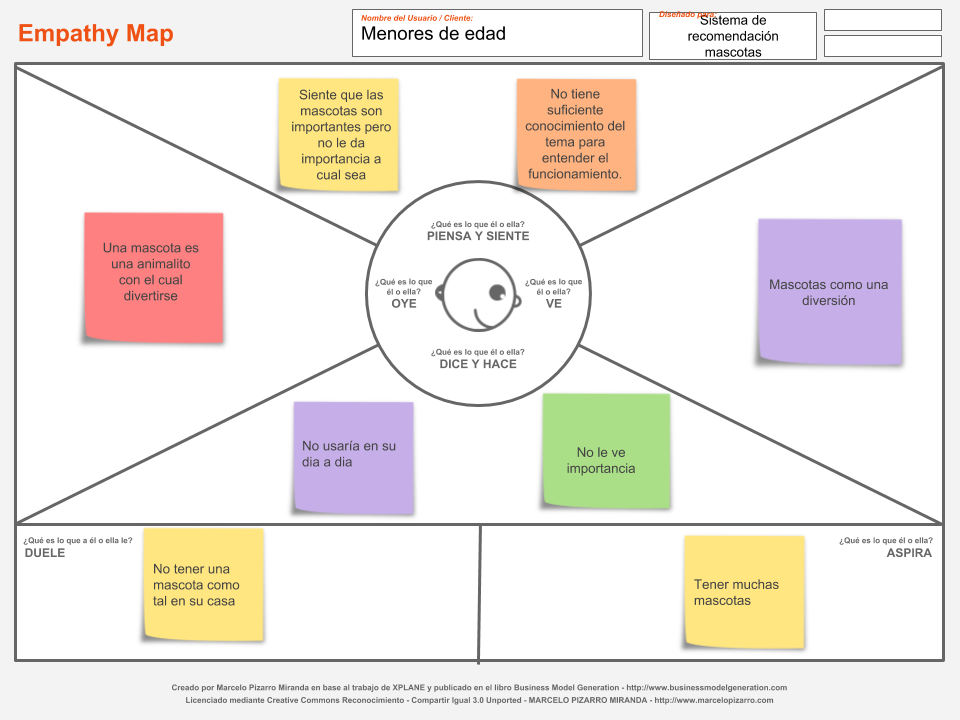 Empathy Map
Nombre del Usuario / Cliente:
Menores de edad
Diseñado para:
Sistema de
recomendación
mascotas
Siente que las
mascotas son
importantes pero
no le da
importancia a
cual sea
No tiene
suficiente
conocimiento del
tema para
entender el
funcionamiento.
Una mascota es
una animalito
con el cual
divertirse
¿Qué es lo que él o ella?
PIENSA Y SIENTE
¿Qué es lo que
él o ella?
OYE
¿Qué es lo que
él o ella?
VE
¿Qué es lo que él o ella?
DICE Y HACE
Mascotas como una
diversión
No usaría en su
dia a dia
No le ve
importancia
¿Qué es lo que a él o ella le?
DUELE
No tener una
mascota como
tal en su casa
Tener muchas
mascotas
¿Qué es lo que él o ella?
ASPIRA
Creado por Marcelo Pizarro Miranda en base al trabajo de XPLANE y publicado en el libro Business Model Generation - http://www.businessmodelgeneration.com
Licenciado mediante Creative Commons Reconocimiento - Compartir Igual 3.0 Unported - MARCELO PIZARRO MIRANDA - http://www.marcelopizarro.com